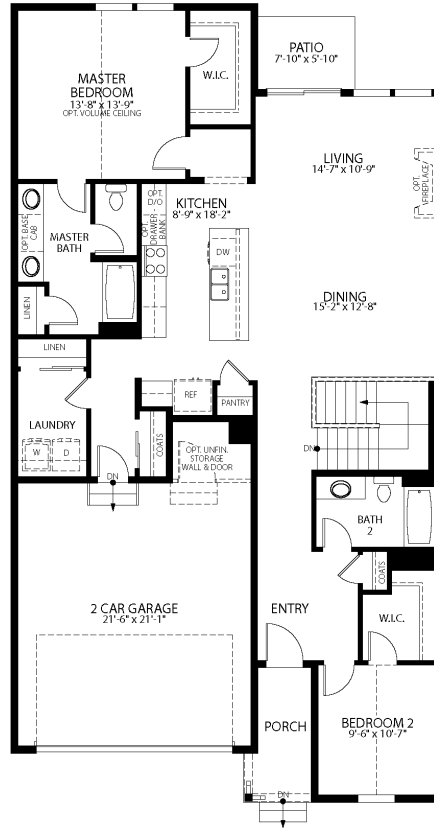 PATIO
7'-10" x 5'-10"
W.I.C.
MASTER
BEDROOM
13'-8" x 13'-9"
OPT. VOLUME CEILING
LIVING
14'-7" x 10'-9"
OPT.
FIREPLACE
KITCHEN
8'-9" x 18'-2"
OPT.
D/O
OPT.
DRAWER
BANK
OPT. BASE
CAB
MASTER
BATH
DW
DINING
15'-2" x 12'-8"
LINEN
LINEN
REF
PANTRY
LAUNDRY
W
D
COATS
OPT. UNFIN.
STORAGE
WALL & DOOR
DN
DN
BATH
2
COATS
2 CAR GARAGE
21'-6" x 21'-1"
ENTRY
W.I.C.
PORCH
BEDROOM 2
9'-6" x 10'-7"
DN